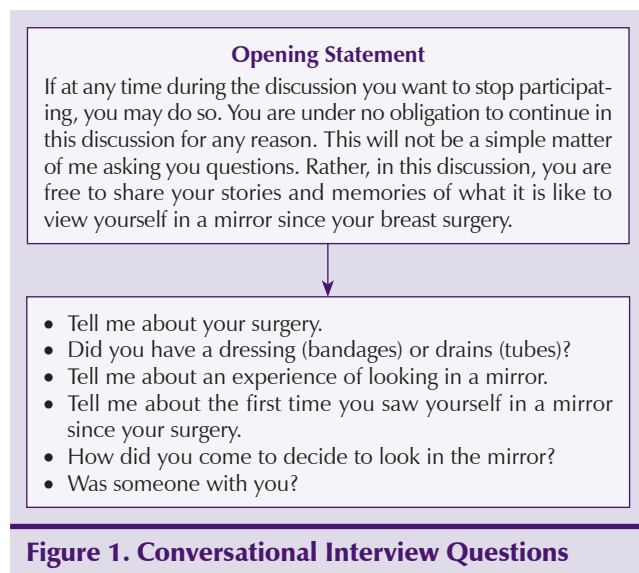 Opening Statement
If at any time during the discussion you want to stop participat-
ing, you may do so. You are under no obligation to continue in
this discussion for any reason. This will not be a simple matter
of me asking you questions. Rather, in this discussion, you are
free to share your stories and memories of what it is like to
view yourself in a mirror since your breast surgery.
• Tell me about your surgery.
• Did you have a dressing (bandages) or drains (tubes)?
• Tell me about an experience of looking in a mirror.
• Tell me about the first time you saw yourself in a mirror
since your surgery.
• How did you come to decide to look in the mirror?
• Was someone with you?
Figure 1. Conversational Interview Questions